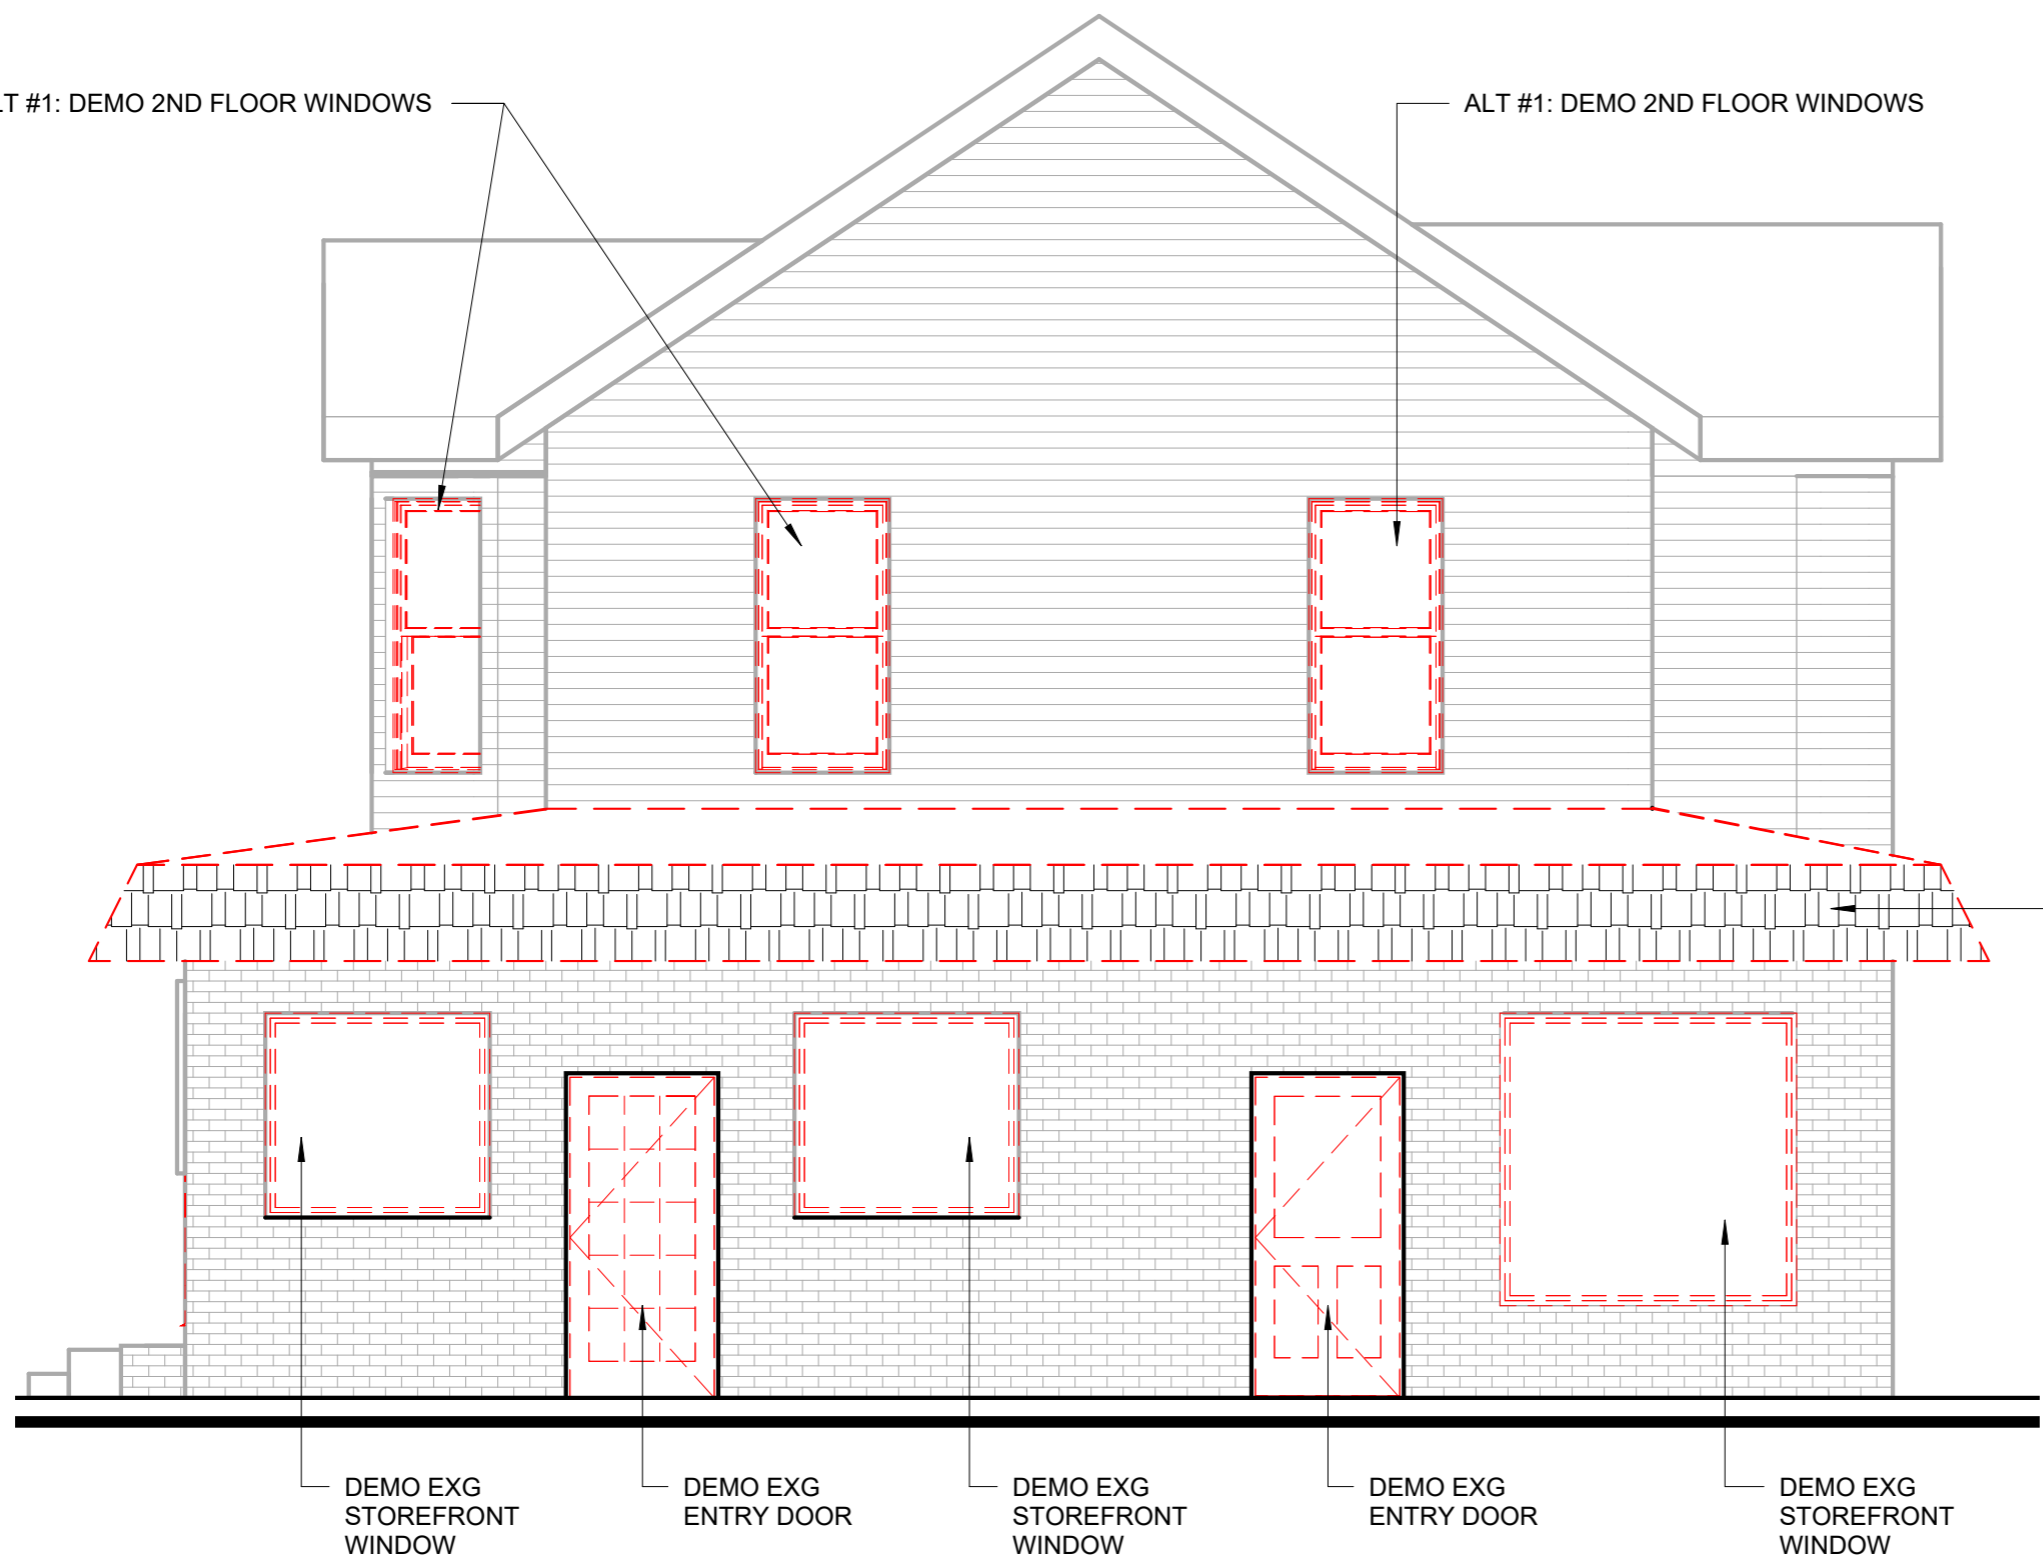 LT #1: DEMO 2ND FLOOR WINDOWS
ALT #1: DEMO 2ND FLOOR WINDOWS
DEMO EXG
STOREFRONT
WINDOW
DEMO EXG
ENTRY DOOR
DEMO EXG
STOREFRONT
WINDOW
DEMO EXG
ENTRY DOOR
DEMO EXG
STOREFRONT
WINDOW